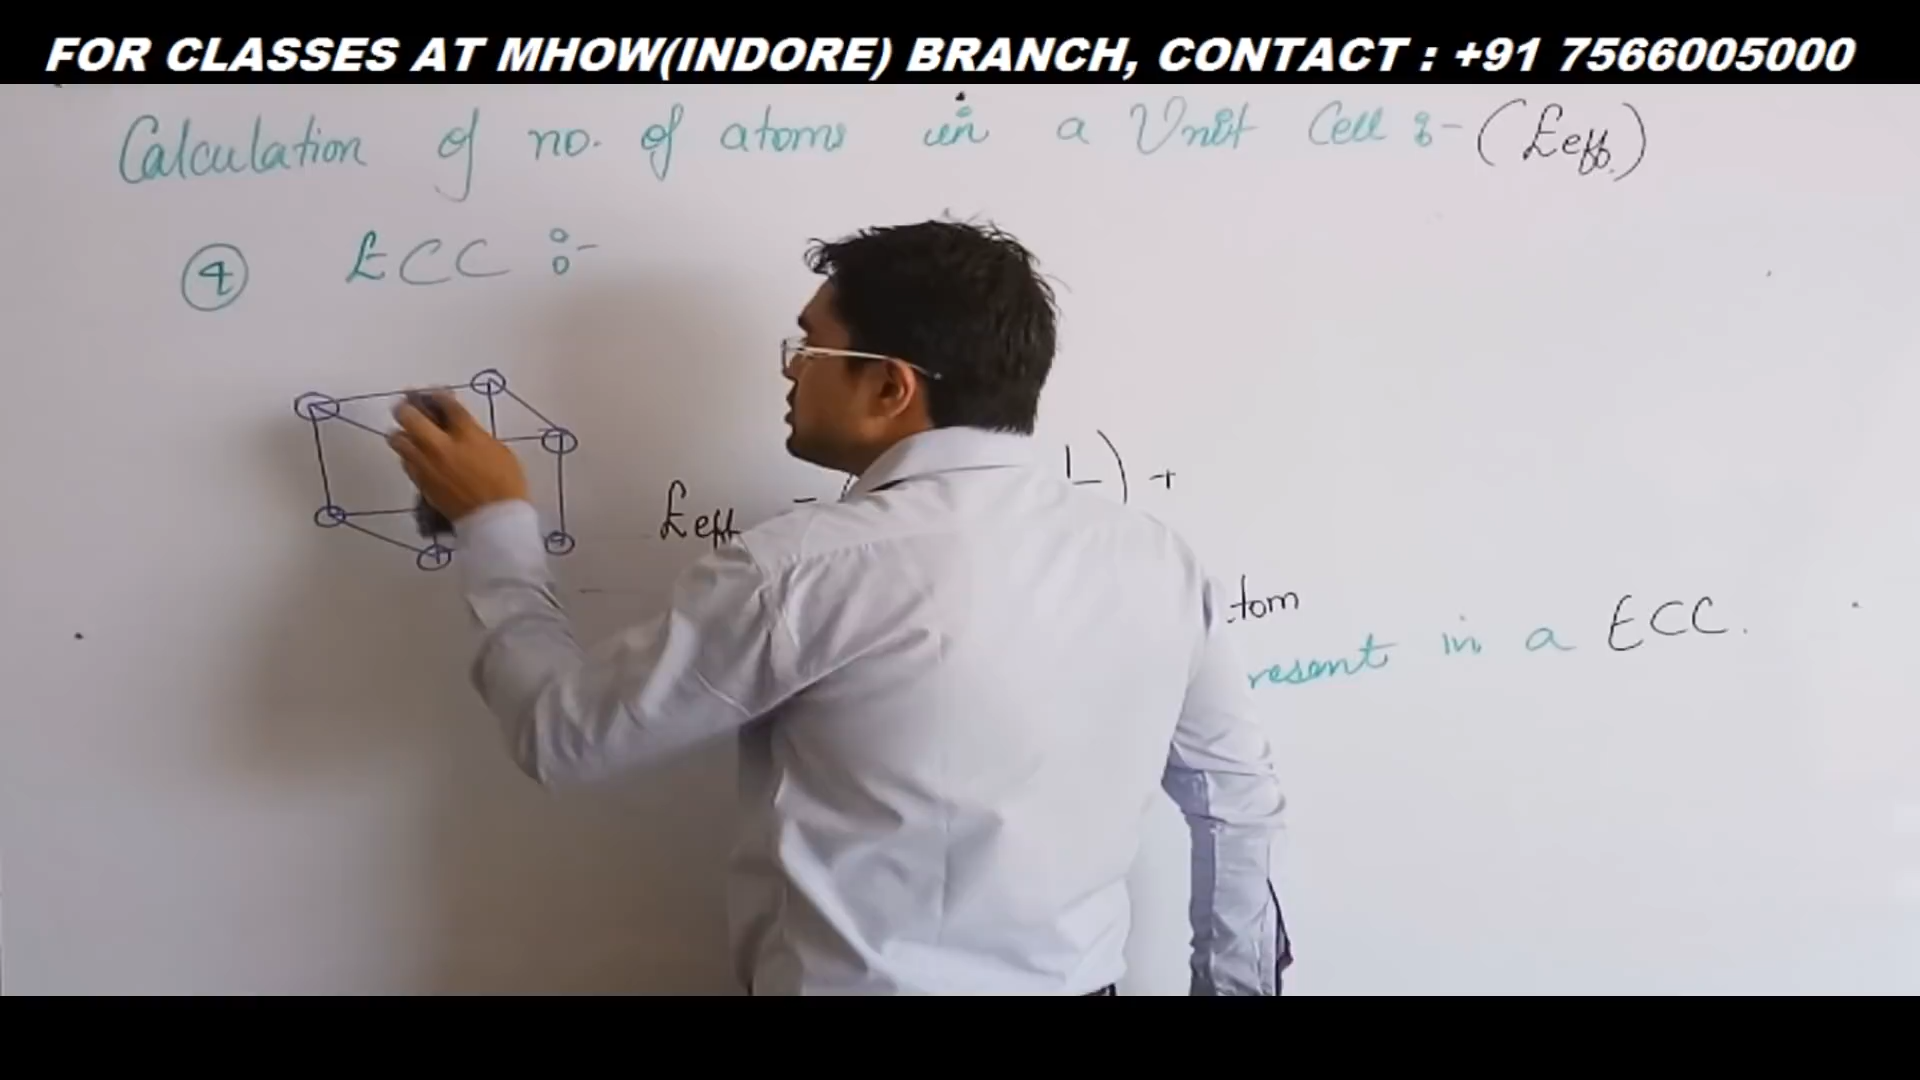 FOR CLASSES AT MHOW(INDORE) BRANCH, CONTACT : +91 7566005000
Calculation of no. of atoms in a Unit Cell :- (Zeff.)
4 ECC :-
Zeff = 1 ) +
tom
resent in a ECC.